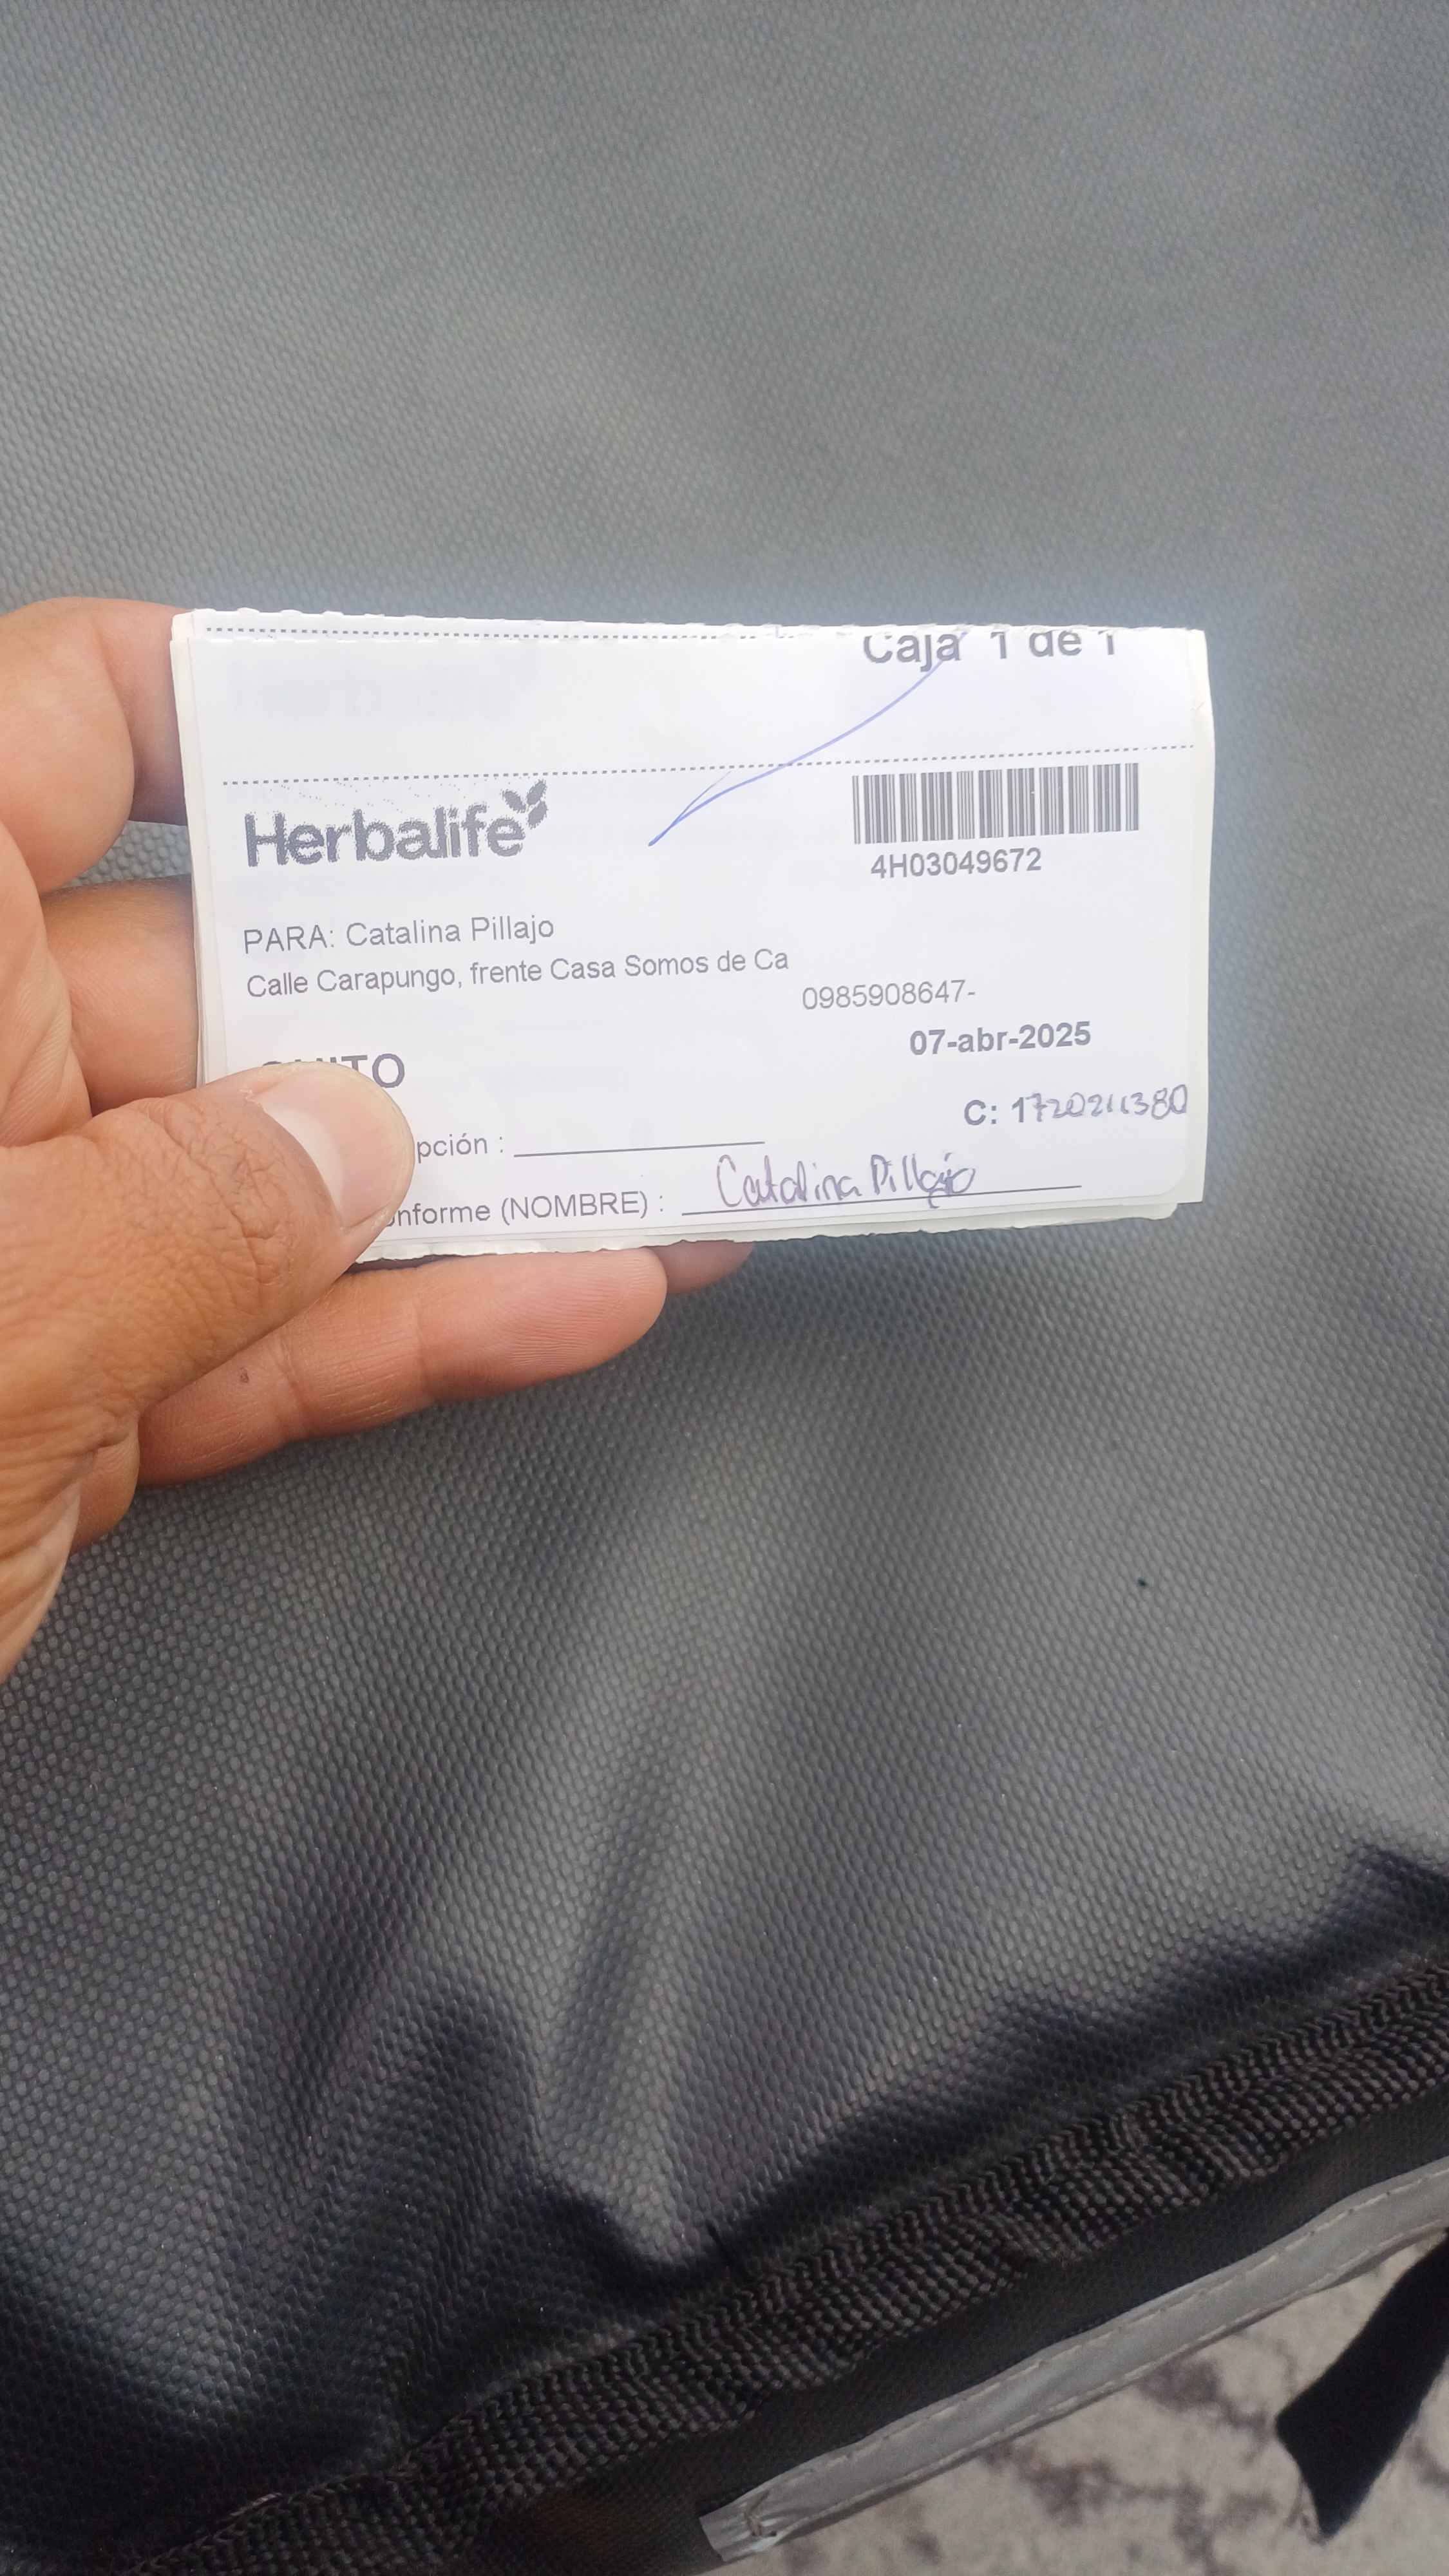 Caja 1 de 1
Herbalife
4H03049672
PARA: Catalina Pillajo
Calle Carapungo, frente Casa Somos de Ca
0985908647-
07-abr-2025
QUITO
C:
pción :
nforme (NOMBRE) : Catalina Pillajo